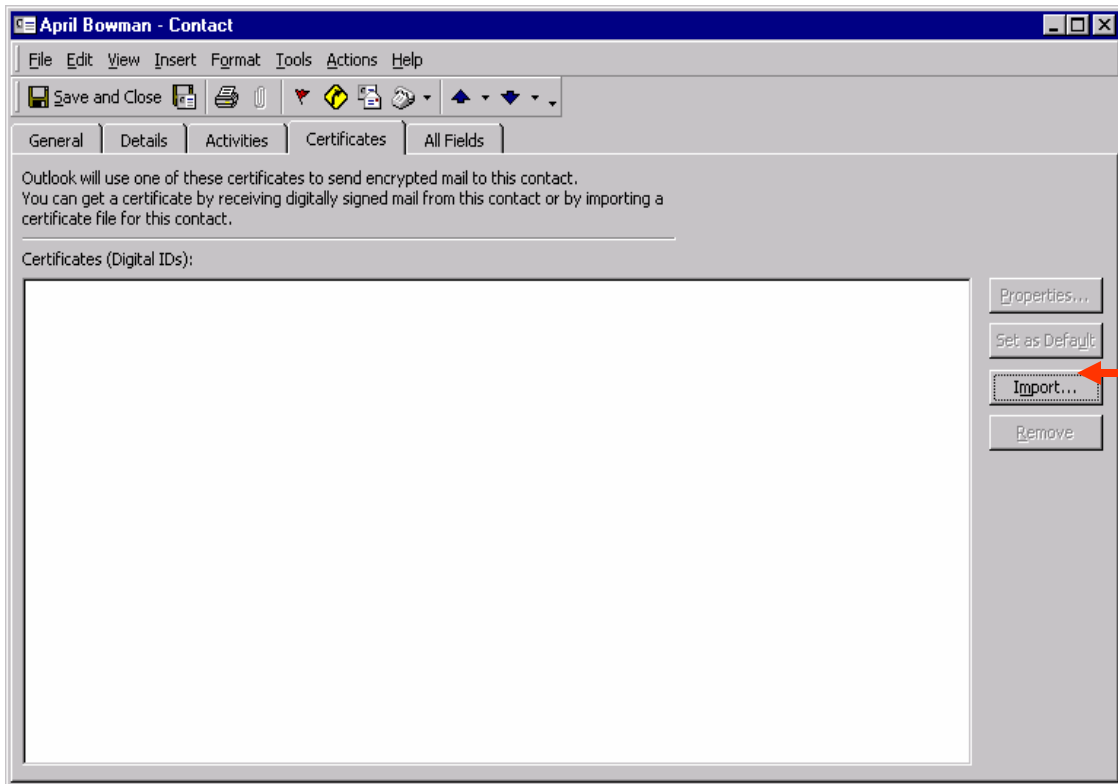 April Bowman - Contact
File Edit View Insert Format Tools Actions Help
Save and Close
General Details Activities Certificates All Fields
Outlook will use one of these certificates to send encrypted mail to this contact.
You can get a certificate by receiving digitally signed mail from this contact or by importing a
certificate file for this contact.
Certificates (Digital IDs):
Properties...
Set as Default
Import...
Remove